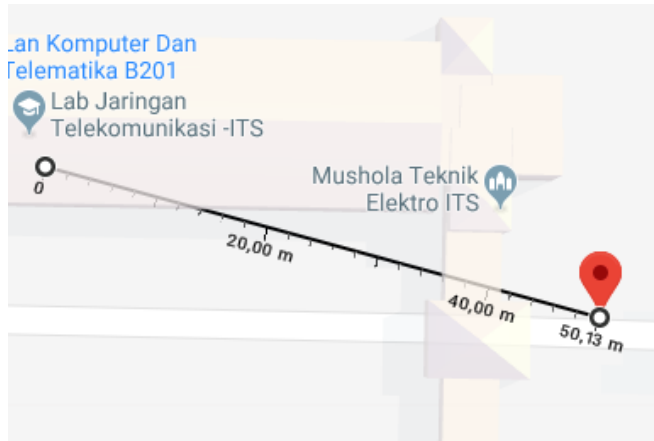 Lan Komputer Dan
Telematika B201
Lab Jaringan
Telekomunikasi -ITS
Mushola Teknik
Elektro ITS
0
20,00 m
40,00 m
50,13 m